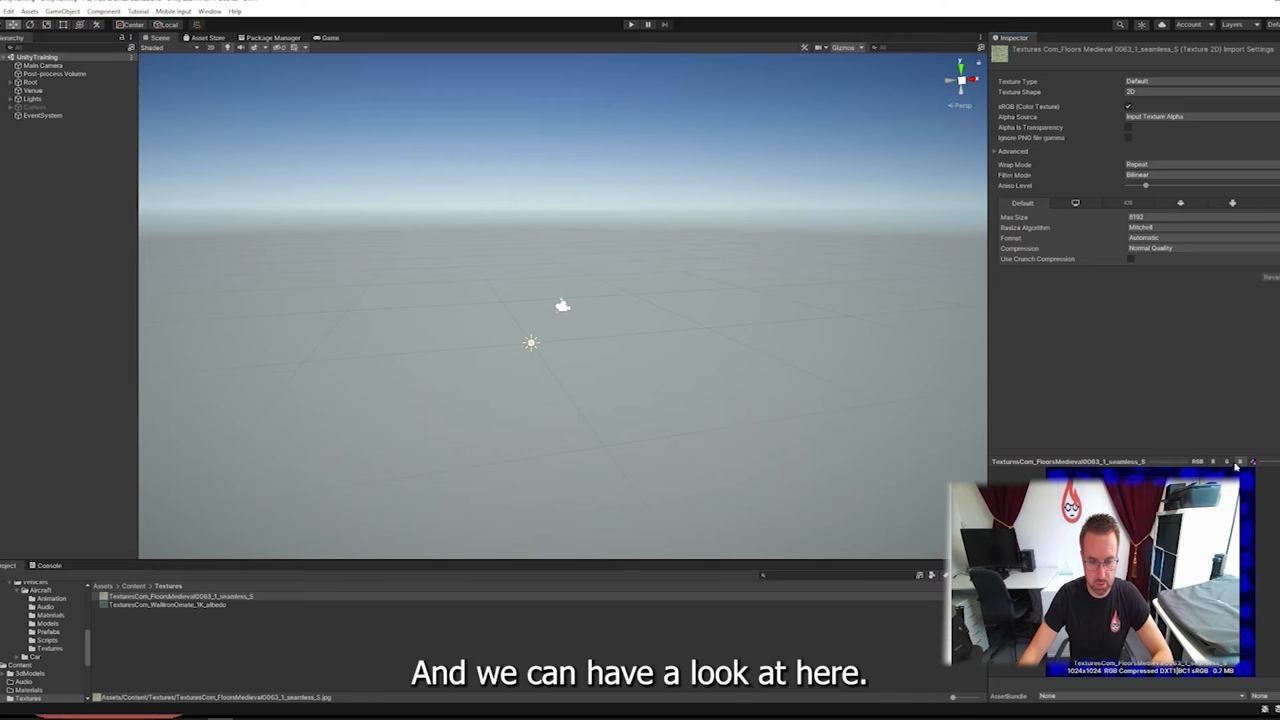 Edit Assets GameObject Component Tutorial Mobile Input Window Help
Center Local
Account Layers
Hierarchy
All
UnityTraining
Main Camera
Post-process Volume
Root
Venue
Lights
Canvas
EventSystem
Scene Asset Store Package Manager Game
Shaded 2D Gizmos All
Persp
Inspector
Textures Com_Floors Medieval 0063_1_seamless_S (Texture 2D) Import Settings
Texture Type Default
Texture Shape 2D
sRGB (Color Texture)
Alpha Source Input Texture Alpha
Alpha Is Transparency
Ignore PNG file gamma
Advanced
Wrap Mode Repeat
Filter Mode Bilinear
Aniso Level
Default iOS
Max Size 8192
Resize Algorithm Mitchell
Format Automatic
Compression Normal Quality
Use Crunch Compression
TexturesCom_FloorsMedieval0063_1_seamless_S RGB R G B
TexturesCom_FloorsMedieval0063_1_seamless_S
1024x1024 RGB Compressed DXT1|BC1 sRGB 0.7 MB
AssetBundle None None
Project Console
Vehicles
Aircraft
Animation
Audio
Materials
Models
Prefabs
Scripts
Textures
Car
Content
3dModels
Audio
Materials
Textures
Assets Content Textures
TexturesCom_FloorsMedieval0063_1_seamless_S
TexturesCom_WallIronOrnate_1K_albedo
Assets/Content/Textures/TexturesCom_FloorsMedieval0063_1_seamless_S.jpg
And we can have a look at here.